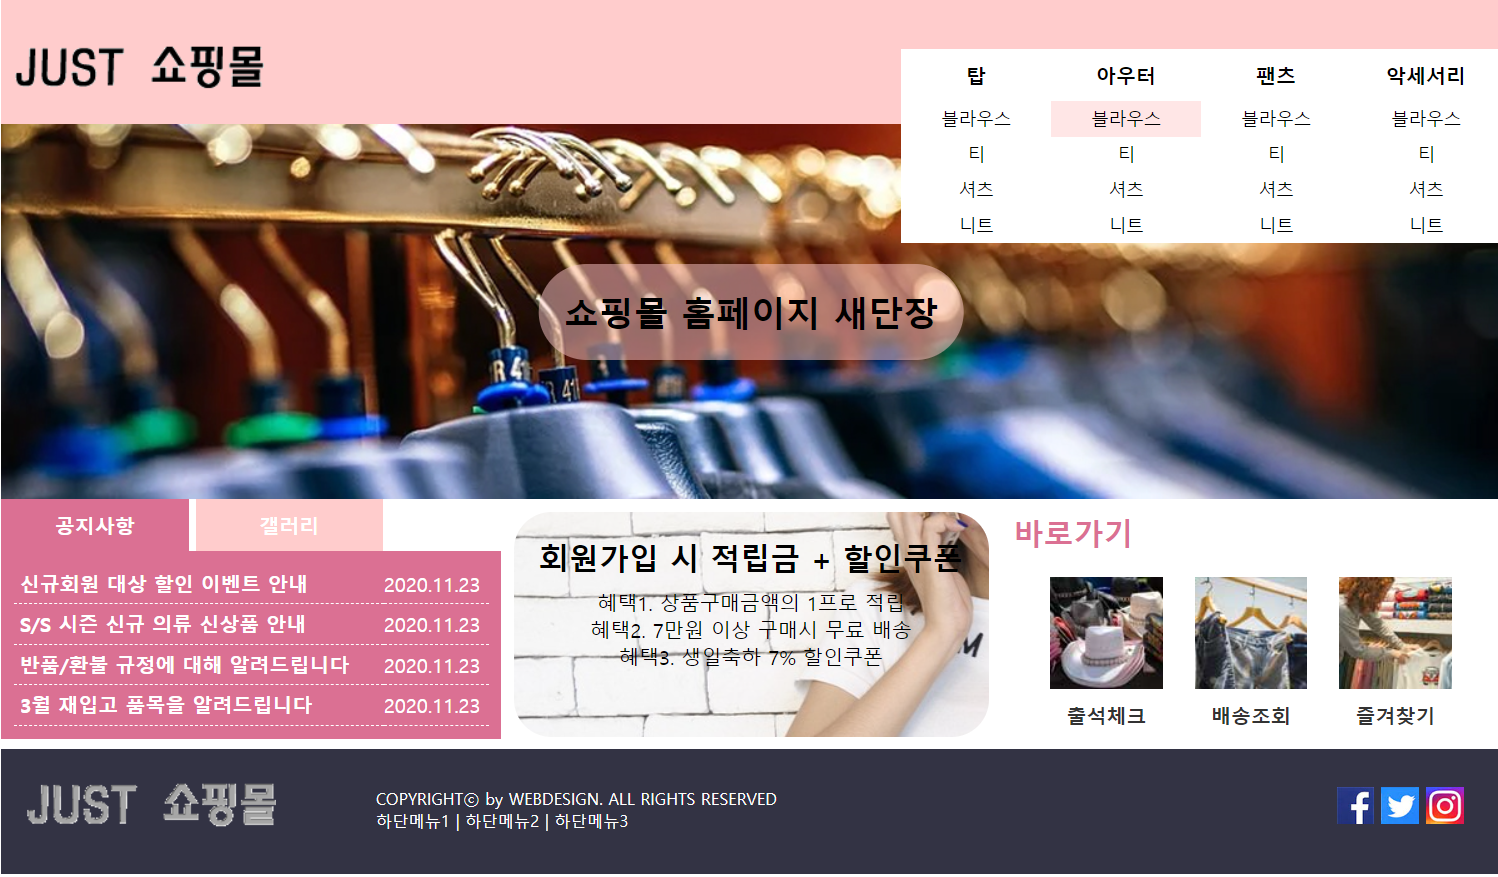 JUST 쇼핑몰
탑 아우터 팬츠 악세서리
블라우스 블라우스 블라우스 블라우스
티 티 티 티
셔츠 셔츠 셔츠 셔츠
니트 니트 니트 니트
쇼핑몰 홈페이지 새단장
R 41
R 41
공지사항 갤러리
신규회원 대상 할인 이벤트 안내 2020.11.23
S/S 시즌 신규 의류 신상품 안내 2020.11.23
반품/환불 규정에 대해 알려드립니다 2020.11.23
3월 재입고 품목을 알려드립니다 2020.11.23
회원가입 시 적립금 + 할인쿠폰
혜택1. 상품구매금액의 1프로 적립
혜택2. 7만원 이상 구매시 무료 배송
혜택3. 생일축하 7% 할인쿠폰
M
바로가기
출석체크 배송조회 즐겨찾기
JUST 쇼핑몰
COPYRIGHTⓒ by WEBDESIGN. ALL RIGHTS RESERVED
하단메뉴1 | 하단메뉴2 | 하단메뉴3